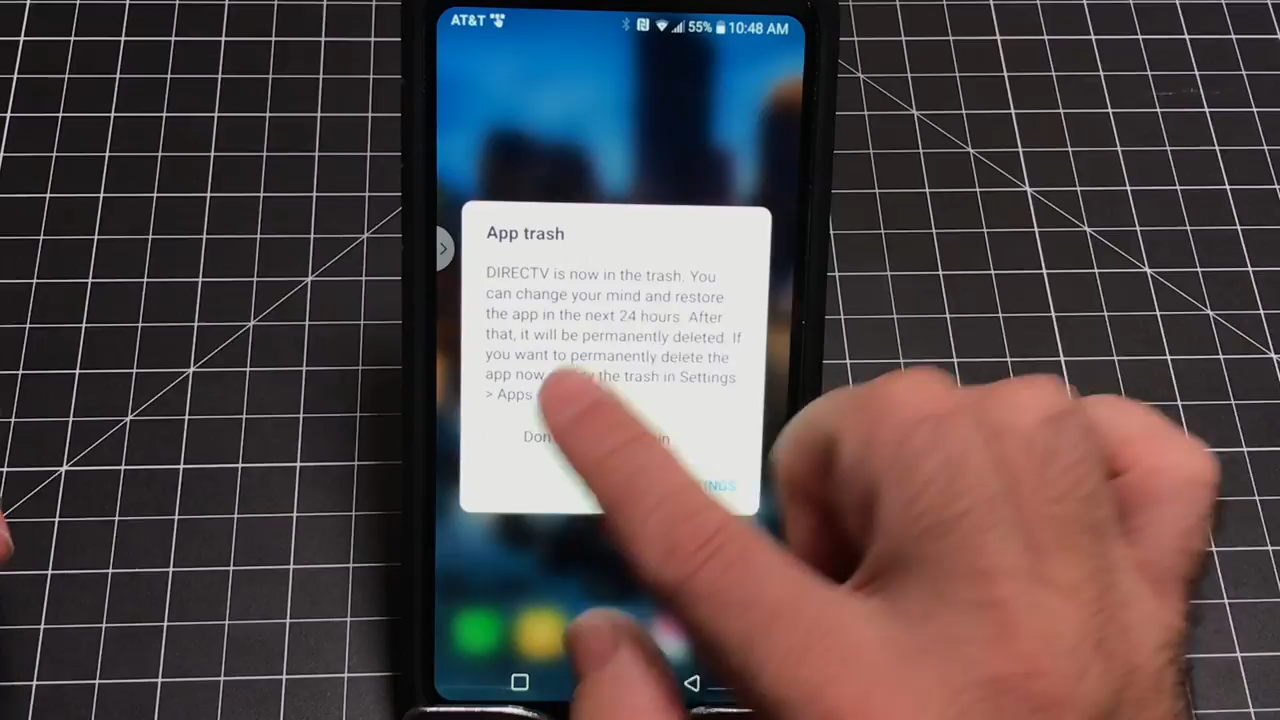 AT&T 55% 10:48 AM
App trash
DIRECTV is now in the trash. You
can change your mind and restore
the app in the next 24 hours. After
that, it will be permanently deleted. If
you want to permanently delete the
app now the trash in Settings
> Apps